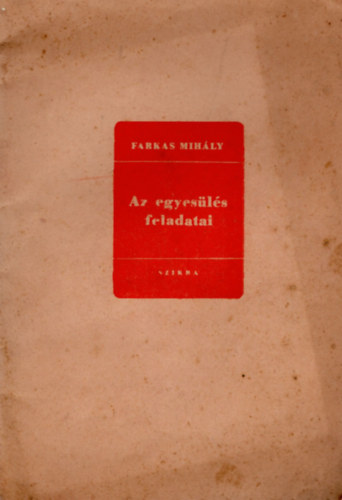 FARKAS MIHÁLY
Az egyesülés
feladatai
SZIKRA